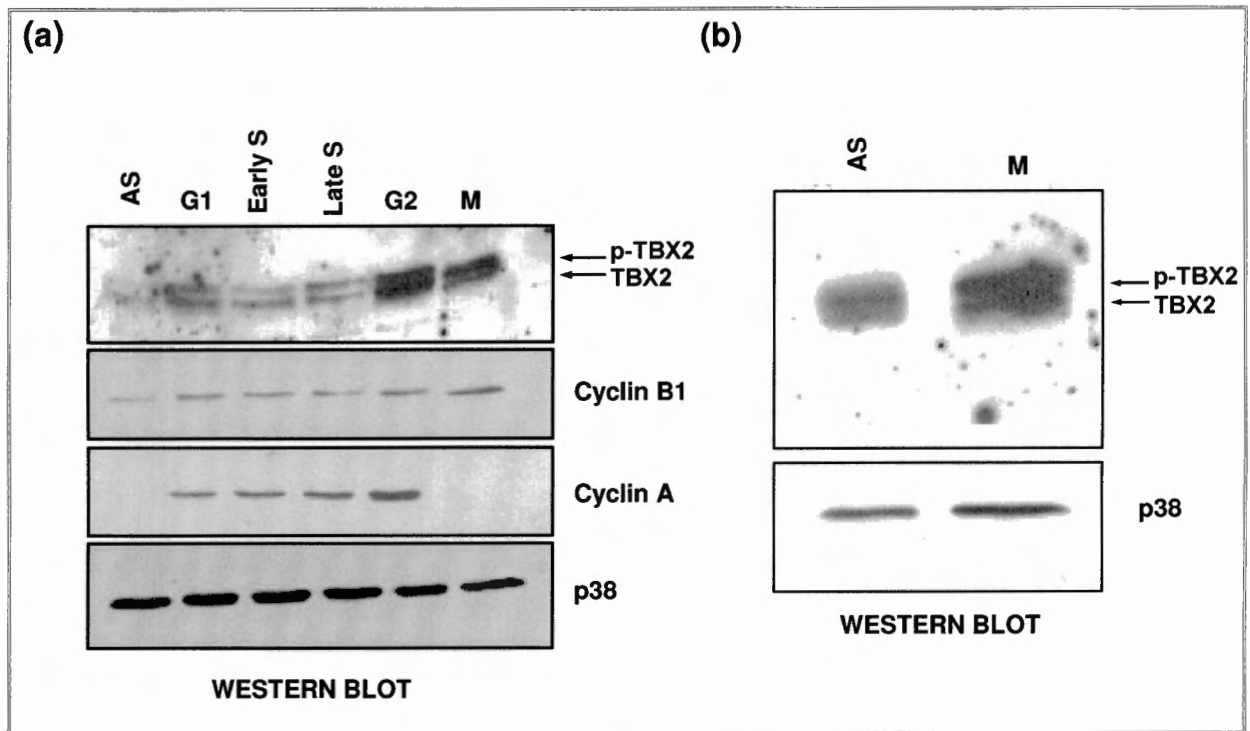 (a)
AS
G1
Early S
Late S
G2
M
p-TBX2
TBX2
Cyclin B1
Cyclin A
p38
WESTERN BLOT
(b)
AS
M
p-TBX2
TBX2
p38
WESTERN BLOT